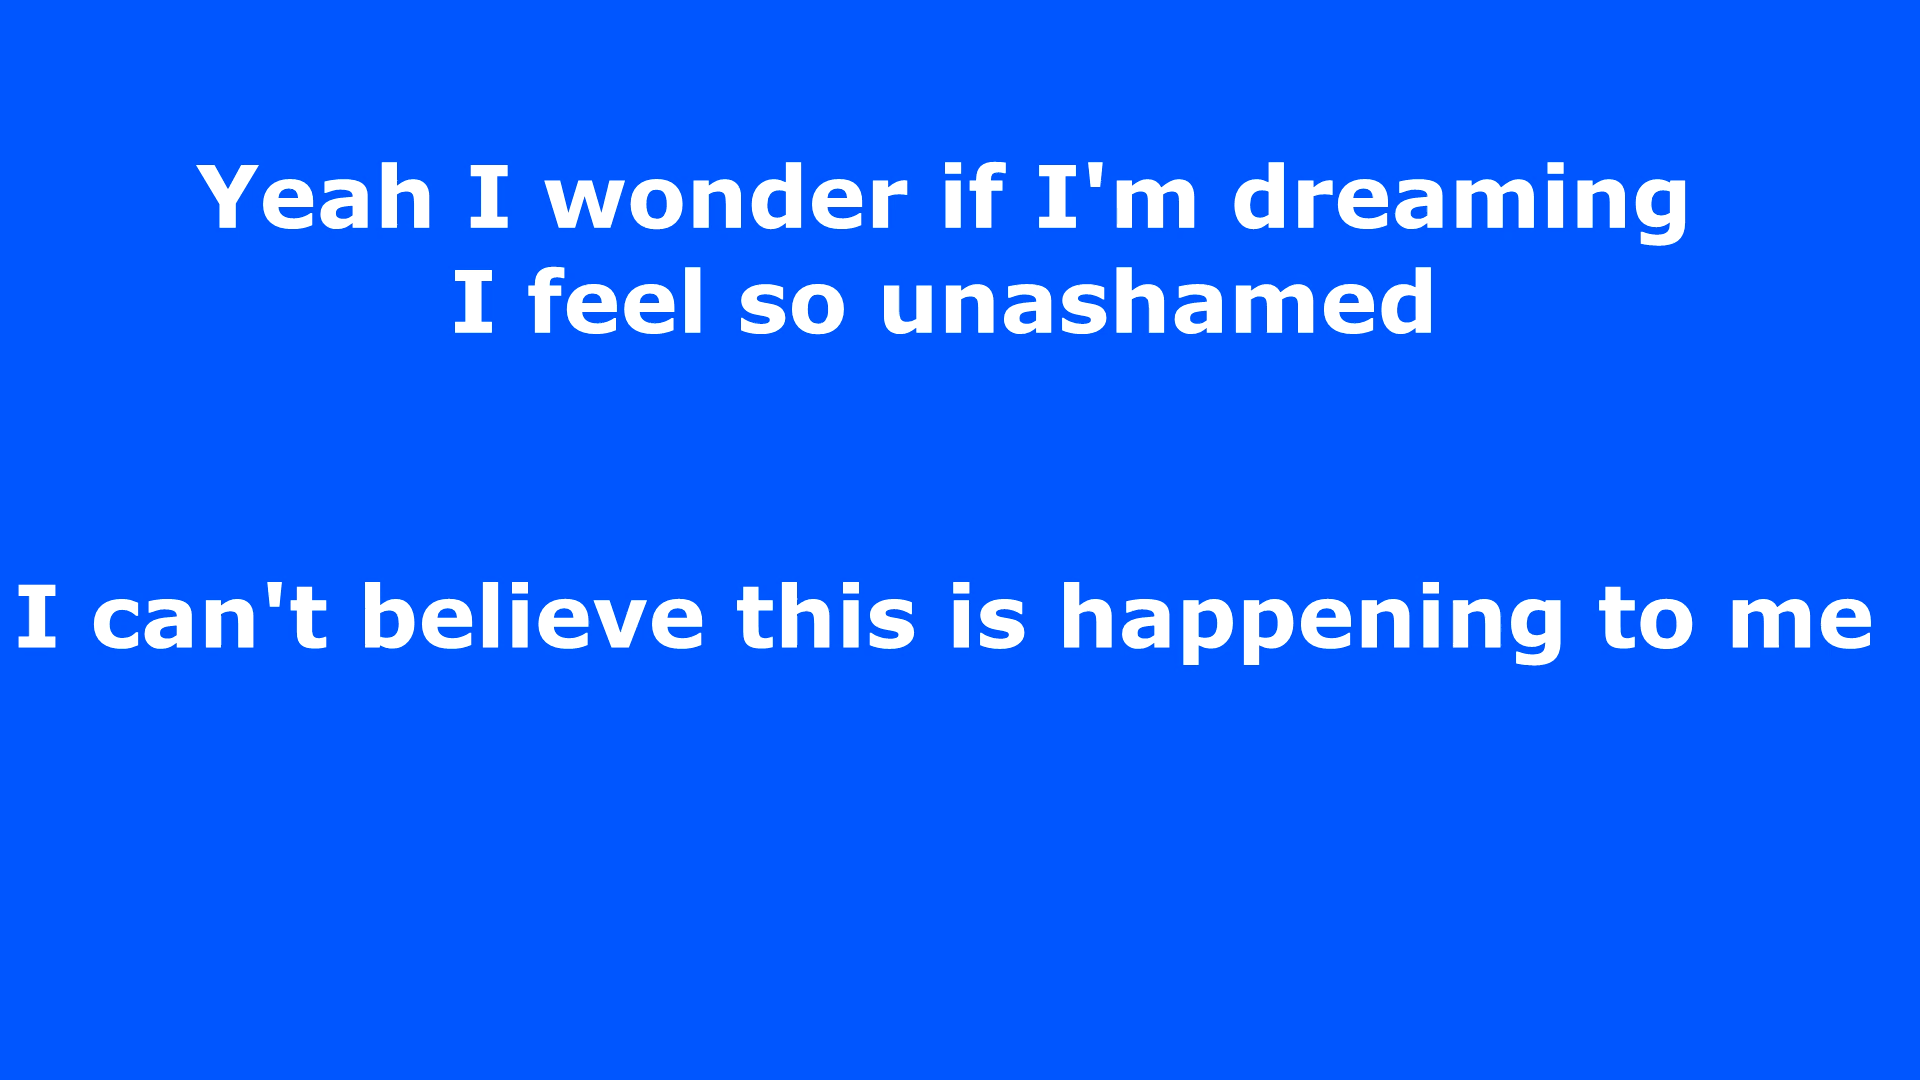 Yeah I wonder if I'm dreaming
I feel so unashamed
I can't believe this is happening to me